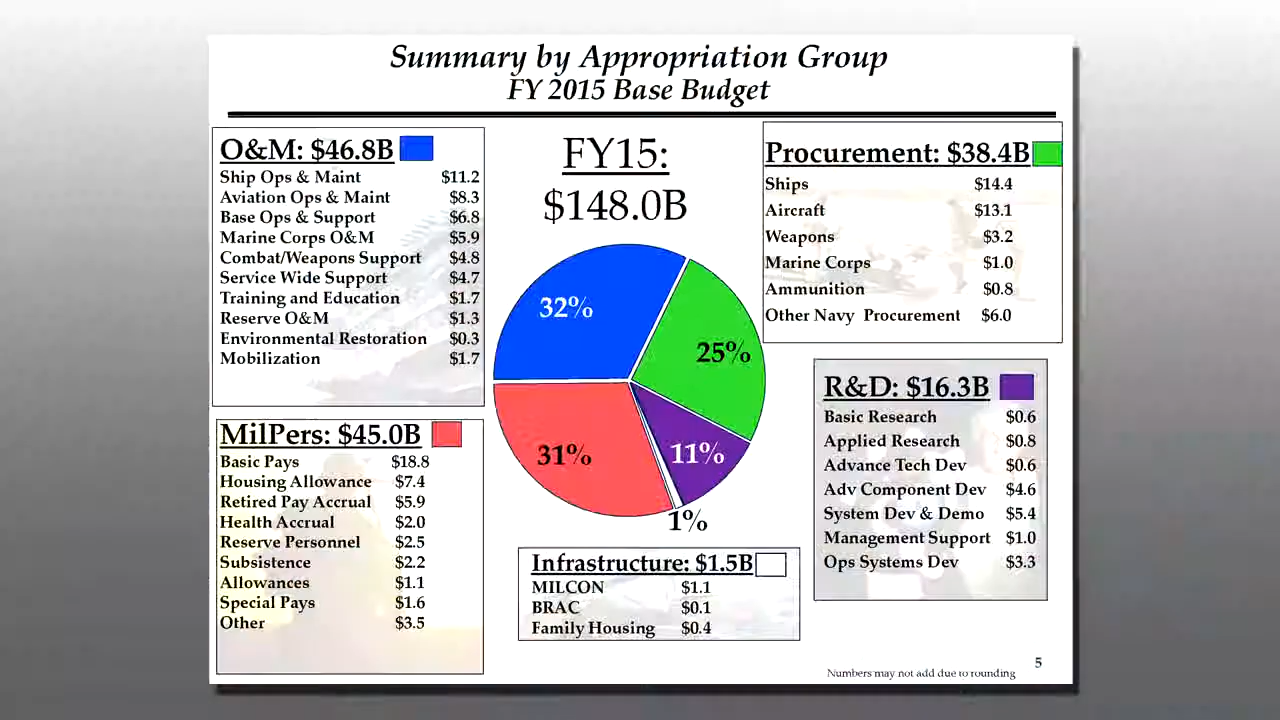 Summary by Appropriation Group
FY 2015 Base Budget
O&M: $46.8B
Ship Ops & Maint $11.2
Aviation Ops & Maint $8.3
Base Ops & Support $6.8
Marine Corps O&M $5.9
Combat/Weapons Support $4.8
Service Wide Support $4.7
Training and Education $1.7
Reserve O&M $1.3
Environmental Restoration $0.3
Mobilization $1.7
MilPers: $45.0B
Basic Pays $18.8
Housing Allowance $7.4
Retired Pay Accrual $5.9
Health Accrual $2.0
Reserve Personnel $2.5
Subsistence $2.2
Allowances $1.1
Special Pays $1.6
Other $3.5
FY15:
$148.0B
32%
25%
31%
11%
1%
Infrastructure: $1.5B
MILCON $1.1
BRAC $0.1
Family Housing $0.4
Procurement: $38.4B
Ships $14.4
Aircraft $13.1
Weapons $3.2
Marine Corps $1.0
Ammunition $0.8
Other Navy Procurement $6.0
R&D: $16.3B
Basic Research $0.6
Applied Research $0.8
Advance Tech Dev $0.6
Adv Component Dev $4.6
System Dev & Demo $5.4
Management Support $1.0
Ops Systems Dev $3.3
5
Numbers may not add due to rounding